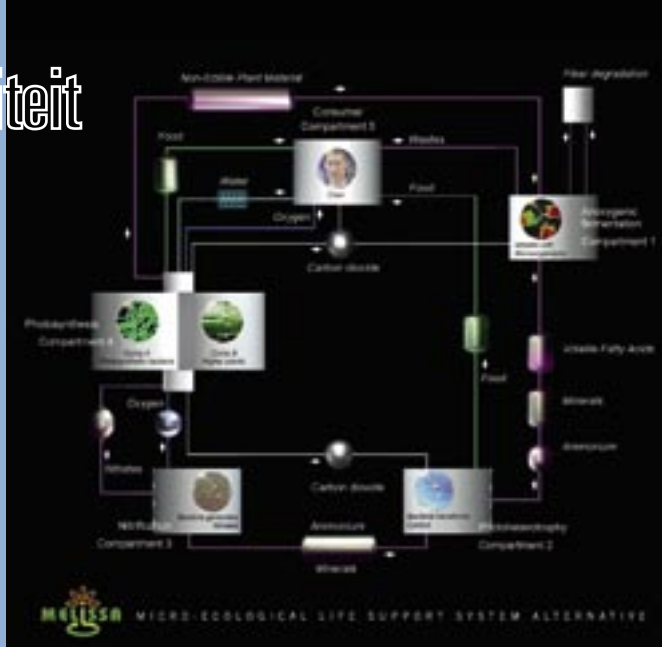 teit
Non-Edible Plant Material
Fiber degradation
Consumer
Compartment 5
Food
Wastes
Water
Crew
Food
Oxygen
Anoxygenic
fermentation
Compartment 1
Carbon dioxide
Photosynthesis
Compartment 4
Volatile Fatty Acids
Food
Minerals
Oxygen
Ammonium
Nitrates
Carbon dioxide
Nitrification
Compartment 3
Ammonium
Photoheterotrophy
Compartment 2
Minerals
MELISSA MICRO-ECOLOGICAL LIFE SUPPORT SYSTEM ALTERNATIVE